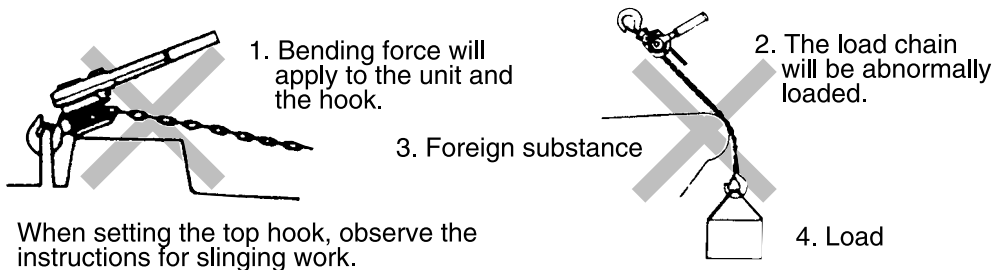 1. Bending force will
apply to the unit and
the hook.
2. The load chain
will be abnormally
loaded.
3. Foreign substance
4. Load
When setting the top hook, observe the
instructions for slinging work.